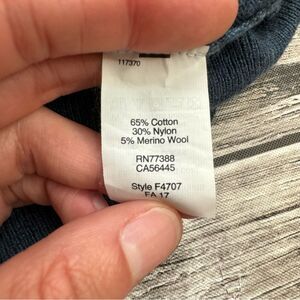 117370
65% Cotton
30% Nylon
5% Merino Wool
RN77388
CA56445
Style F4707
FA 17